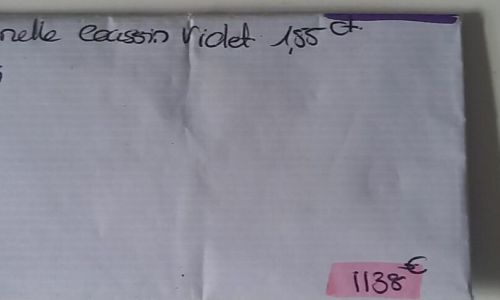 nelle coussin Violet 1,85 ct
1138 €